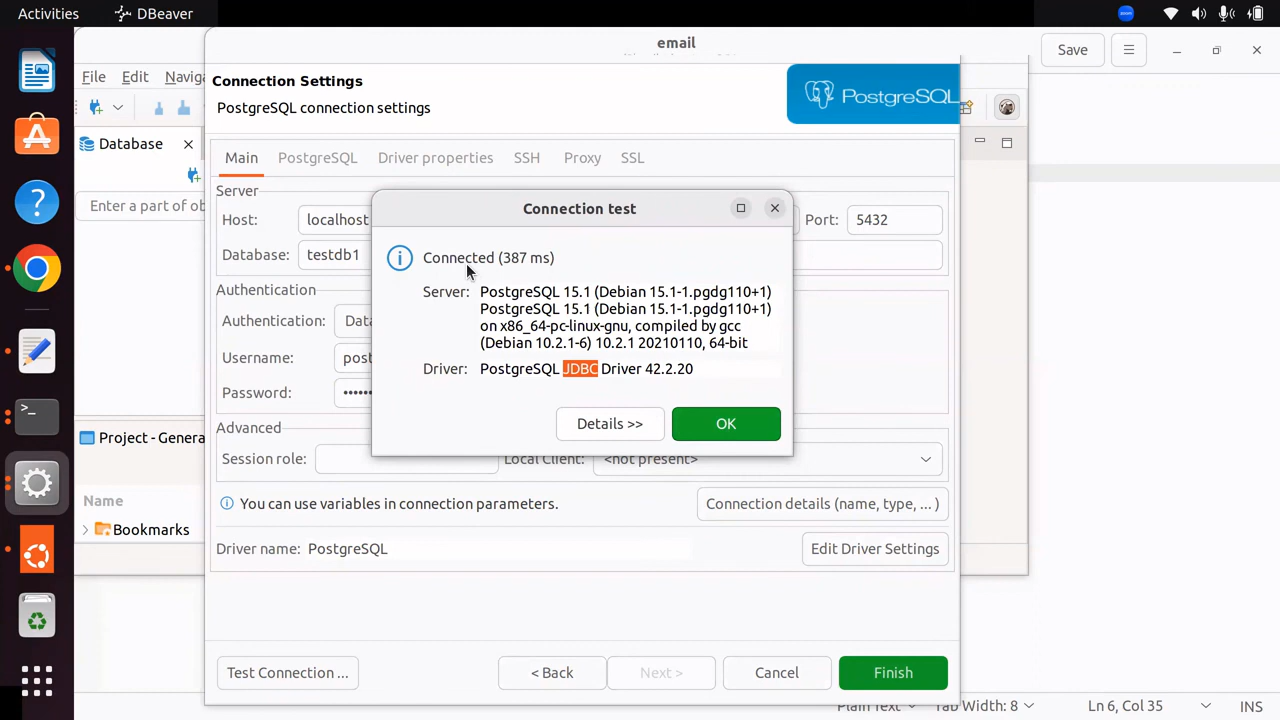 Activities
DBeaver
zoom
email
Save
File Edit Naviga
Connection Settings
PostgreSQL connection settings
PostgreSQL
Database
Main PostgreSQL Driver properties SSH Proxy SSL
Server
Enter a part of ob
Host: localhost
Port: 5432
Database: testdb1
Authentication
Authentication: Data
Username: post
Password: ••••••
Connection test
Connected (387 ms)
Server: PostgreSQL 15.1 (Debian 15.1-1.pgdg110+1)
PostgreSQL 15.1 (Debian 15.1-1.pgdg110+1)
on x86_64-pc-linux-gnu, compiled by gcc
(Debian 10.2.1-6) 10.2.1 20210110, 64-bit
Driver: PostgreSQL JDBC Driver 42.2.20
Details >> OK
Advanced
Project - Genera
Session role:
Local Client: <not present>
Name
Bookmarks
You can use variables in connection parameters.
Connection details (name, type, ... )
Driver name: PostgreSQL
Edit Driver Settings
Test Connection ...
< Back
Next >
Cancel
Finish
Plain Text
Tab Width: 8
Ln 6, Col 35
INS